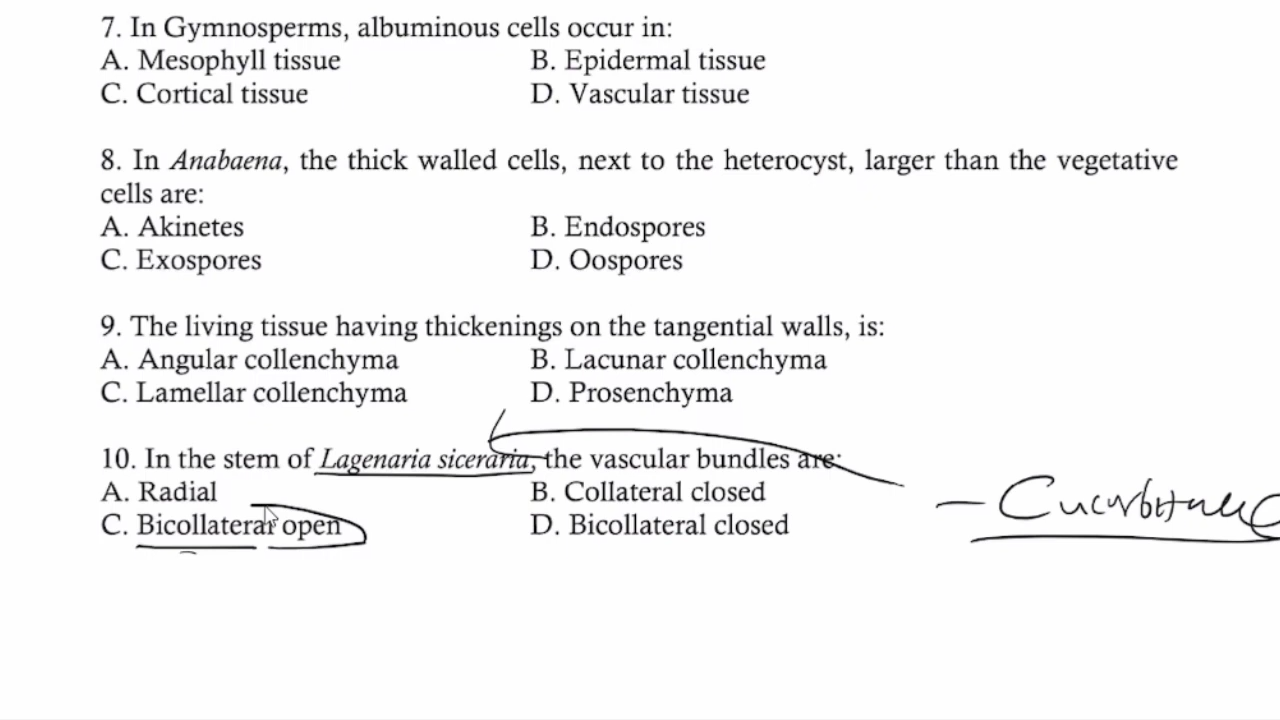 7. In Gymnosperms, albuminous cells occur in:
A. Mesophyll tissue B. Epidermal tissue
C. Cortical tissue D. Vascular tissue
8. In Anabaena, the thick walled cells, next to the heterocyst, larger than the vegetative
cells are:
A. Akinetes B. Endospores
C. Exospores D. Oospores
9. The living tissue having thickenings on the tangential walls, is:
A. Angular collenchyma B. Lacunar collenchyma
C. Lamellar collenchyma D. Prosenchyma
10. In the stem of Lagenaria siceraria, the vascular bundles are:
A. Radial B. Collateral closed
C. Bicollateral open D. Bicollateral closed